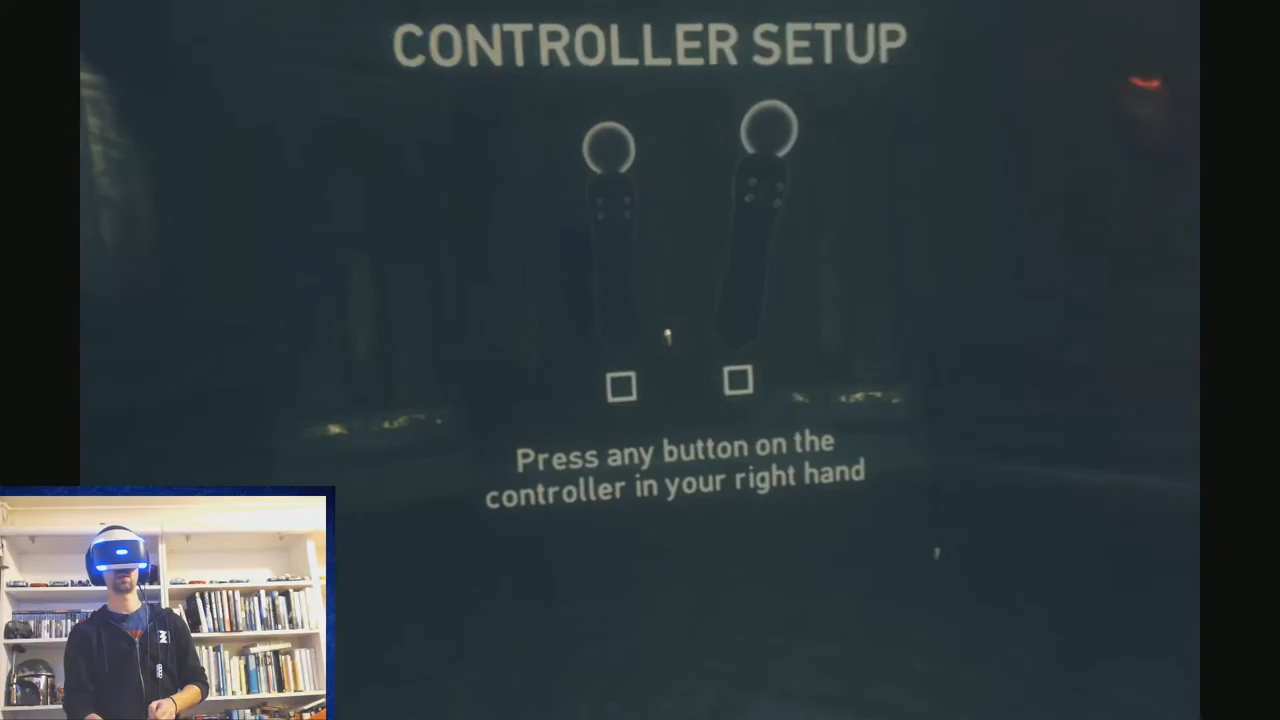 CONTROLLER SETUP
Press any button on the
controller in your right hand